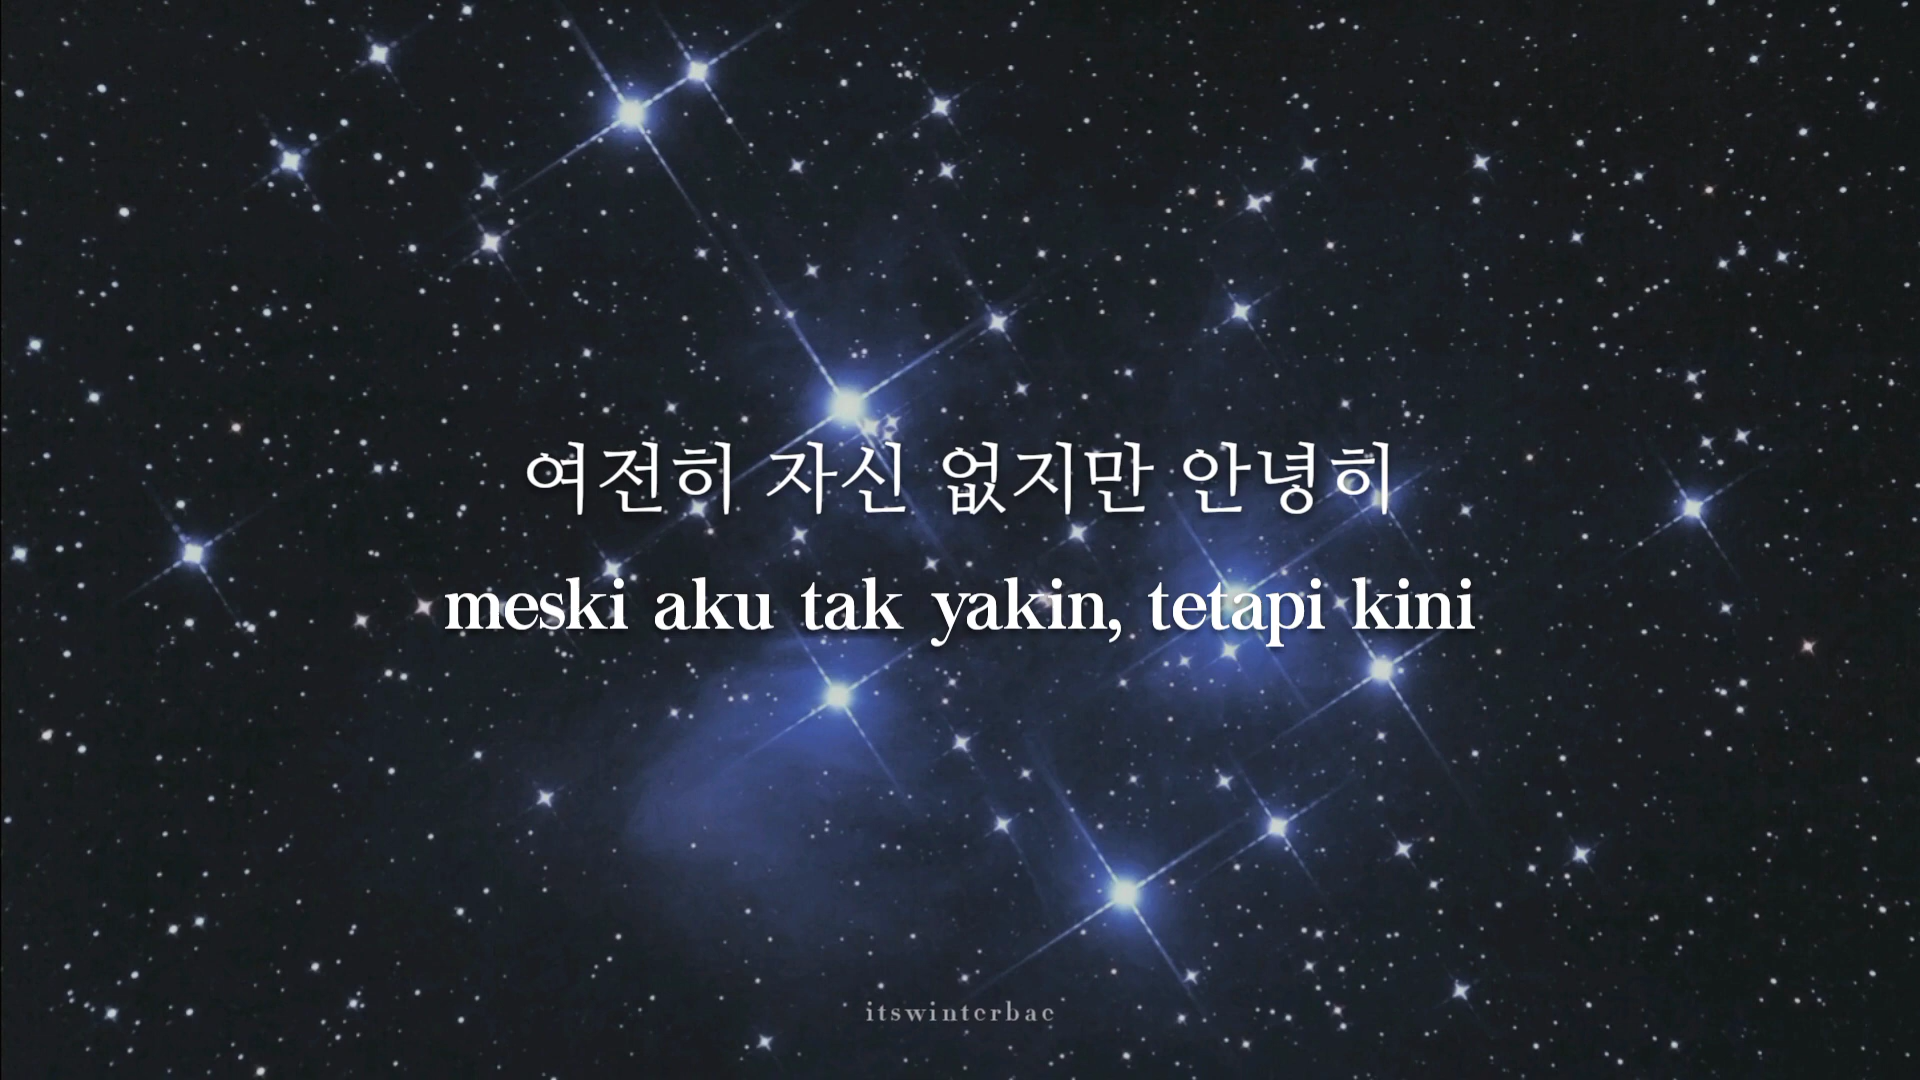 여전히 자신 없지만 안녕히
meski aku tak yakin, tetapi kini
itswinterbae